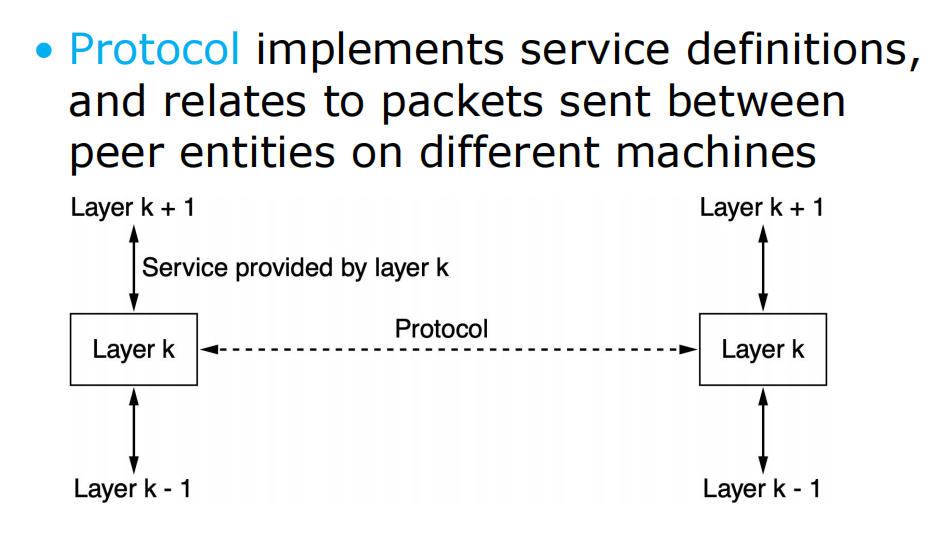 • Protocol implements service definitions,
and relates to packets sent between
peer entities on different machines
Layer k + 1
Layer k + 1
Service provided by layer k
Protocol
Layer k
Layer k
Layer k - 1
Layer k - 1